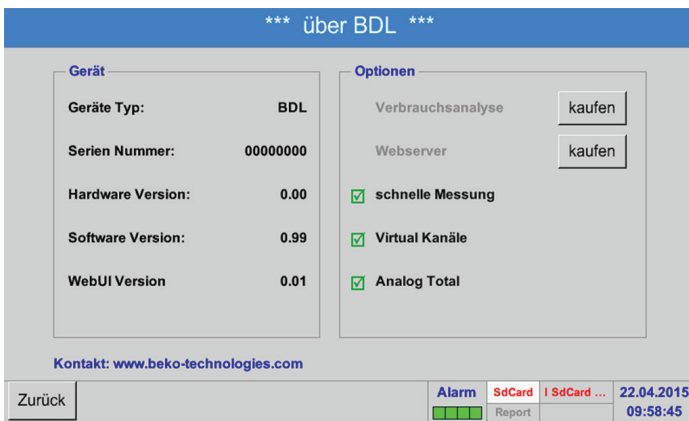 *** über BDL ***
Gerät
Geräte Typ: BDL
Serien Nummer: 00000000
Hardware Version: 0.00
Software Version: 0.99
WebUI Version 0.01
Optionen
Verbrauchsanalyse kaufen
Webserver kaufen
schnelle Messung
Virtual Kanäle
Analog Total
Kontakt: www.beko-technologies.com
Zurück
Alarm SdCard I SdCard ... 22.04.2015
Report 09:58:45